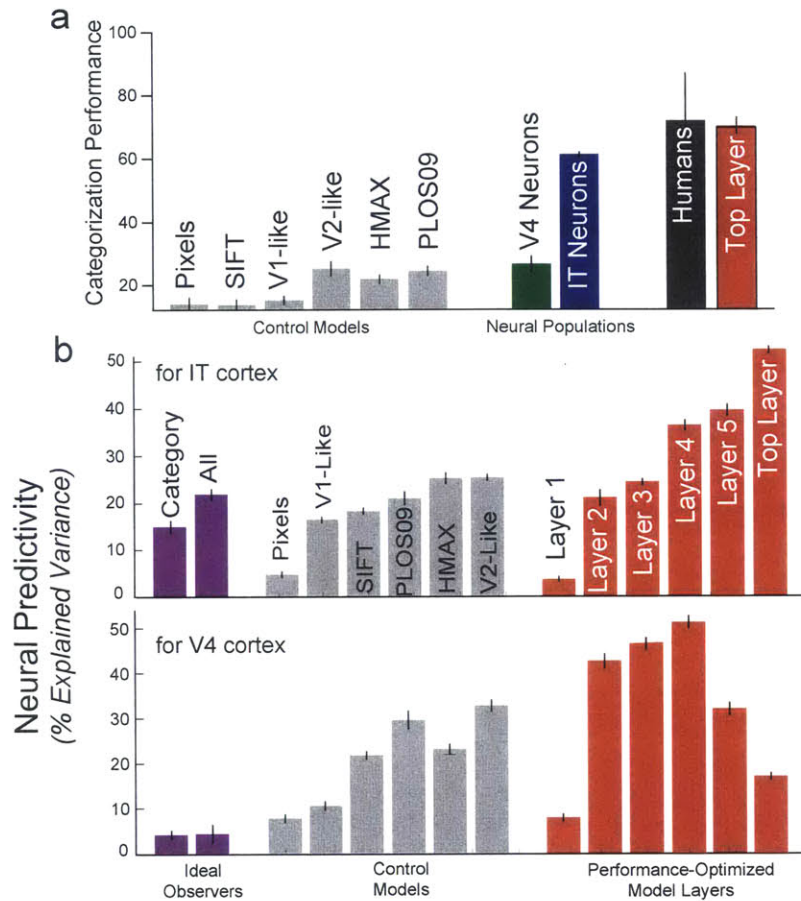 a
Categorization Performance
100
80
60
40
20
Pixels
SIFT
V1-like
V2-like
HMAX
PLOS09
V4 Neurons
IT Neurons
Humans
Top Layer
Control Models
Neural Populations
b
for IT cortex
Neural Predictivity
(% Explained Variance)
50
40
30
20
10
0
Category
All
Pixels
V1-Like
SIFT
PLOS09
HMAX
V2-Like
Layer 1
Layer 2
Layer 3
Layer 4
Layer 5
Top Layer
for V4 cortex
50
40
30
20
10
0
Ideal
Observers
Control
Models
Performance-Optimized
Model Layers